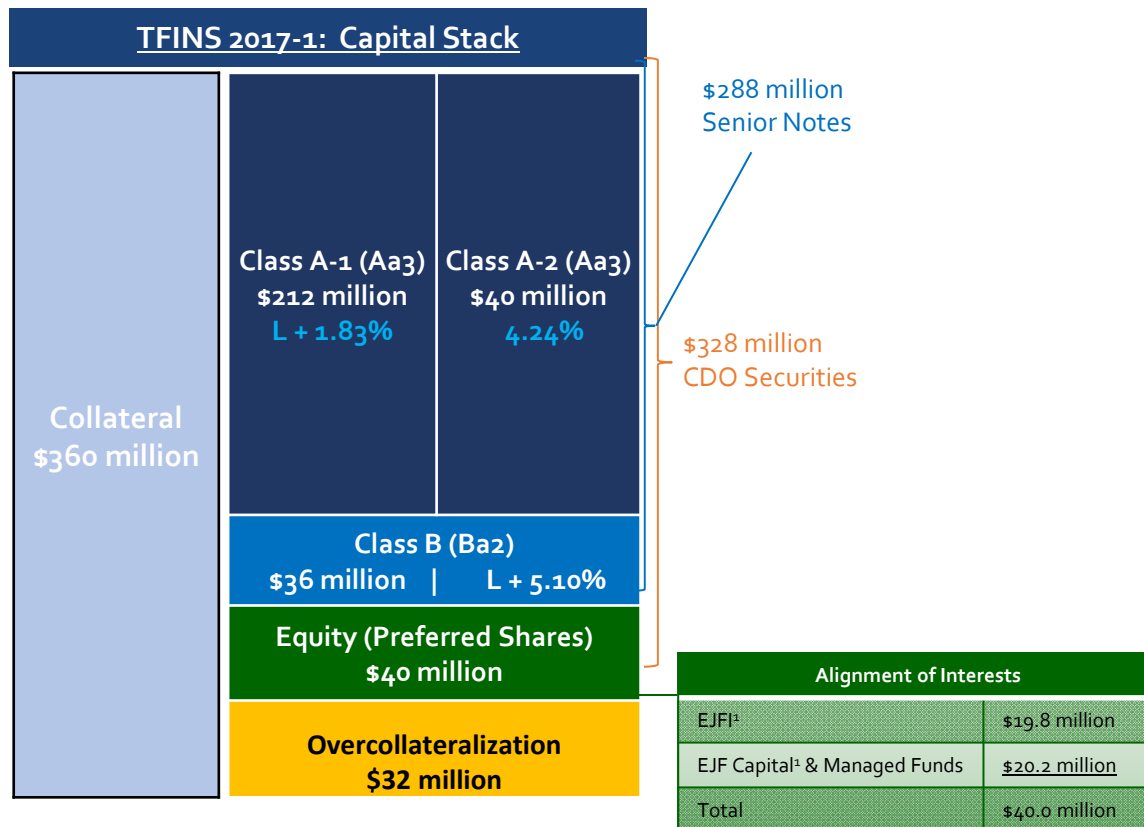 TFINS 2017-1: Capital Stack
$288 million
Senior Notes
Class A-1 (Aa3)
$212 million
L + 1.83%
Class A-2 (Aa3)
$40 million
4.24%
$328 million
CDO Securities
Collateral
$360 million
Class B (Ba2)
$36 million | L + 5.10%
Equity (Preferred Shares)
$40 million
Alignment of Interests
EJFI¹ $19.8 million
EJF Capital¹ & Managed Funds $20.2 million
Total $40.0 million
Overcollateralization
$32 million